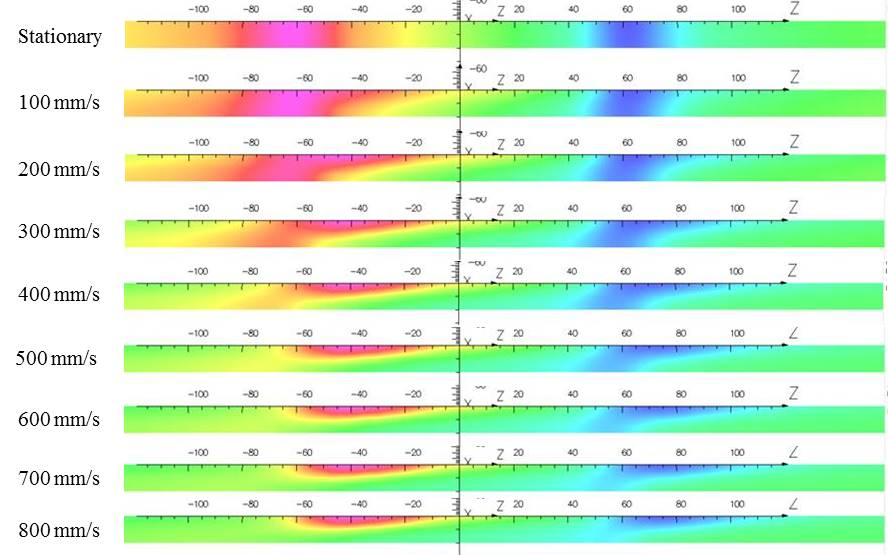 −100 −80 −60 −40 −20 Z 20 40 60 80 100 Z
Stationary
−60
−100 −80 −60 −40 −20 Z 20 40 60 80 100 Z
100 mm/s
−100 −80 −60 −40 −20 Z 20 40 60 80 100 Z
200 mm/s
−100 −80 −60 −40 −20 Z 20 40 60 80 100 Z
300 mm/s
−100 −80 −60 −40 −20 Z 20 40 60 80 100 Z
400 mm/s
−100 −80 −60 −40 −20 Z 20 40 60 80 100
500 mm/s
−100 −80 −60 −40 −20 Z 20 40 60 80 100 Z
600 mm/s
−100 −80 −60 −40 −20 Z 20 40 60 80 100
700 mm/s
−100 −80 −60 −40 −20 Z 20 40 60 80 100
800 mm/s